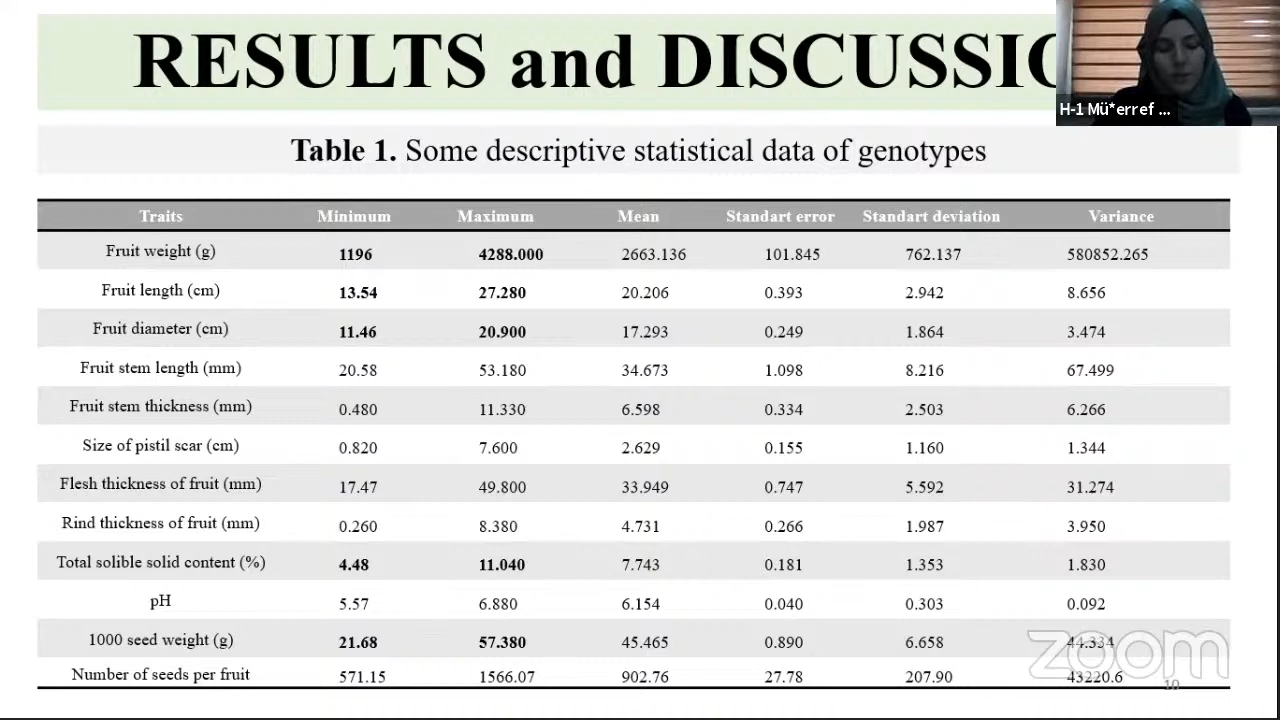 RESULTS and DISCUSSIO
H-1 Mü*erref ...
Table 1. Some descriptive statistical data of genotypes
Traits Minimum Maximum Mean Standart error Standart deviation Variance
Fruit weight (g) 1196 4288.000 2663.136 101.845 762.137 580852.265
Fruit length (cm) 13.54 27.280 20.206 0.393 2.942 8.656
Fruit diameter (cm) 11.46 20.900 17.293 0.249 1.864 3.474
Fruit stem length (mm) 20.58 53.180 34.673 1.098 8.216 67.499
Fruit stem thickness (mm) 0.480 11.330 6.598 0.334 2.503 6.266
Size of pistil scar (cm) 0.820 7.600 2.629 0.155 1.160 1.344
Flesh thickness of fruit (mm) 17.47 49.800 33.949 0.747 5.592 31.274
Rind thickness of fruit (mm) 0.260 8.380 4.731 0.266 1.987 3.950
Total solible solid content (%) 4.48 11.040 7.743 0.181 1.353 1.830
pH 5.57 6.880 6.154 0.040 0.303 0.092
1000 seed weight (g) 21.68 57.380 45.465 0.890 6.658 44.334
Number of seeds per fruit 571.15 1566.07 902.76 27.78 207.90 43220.6
zoom
10